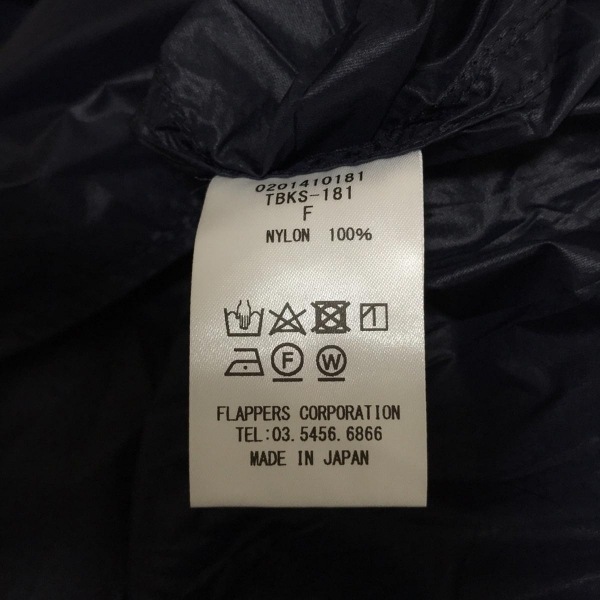 0201410181
TBKS-181
F
NYLON 100%
F W
FLAPPERS CORPORATION
TEL:03.5456.6866
MADE IN JAPAN